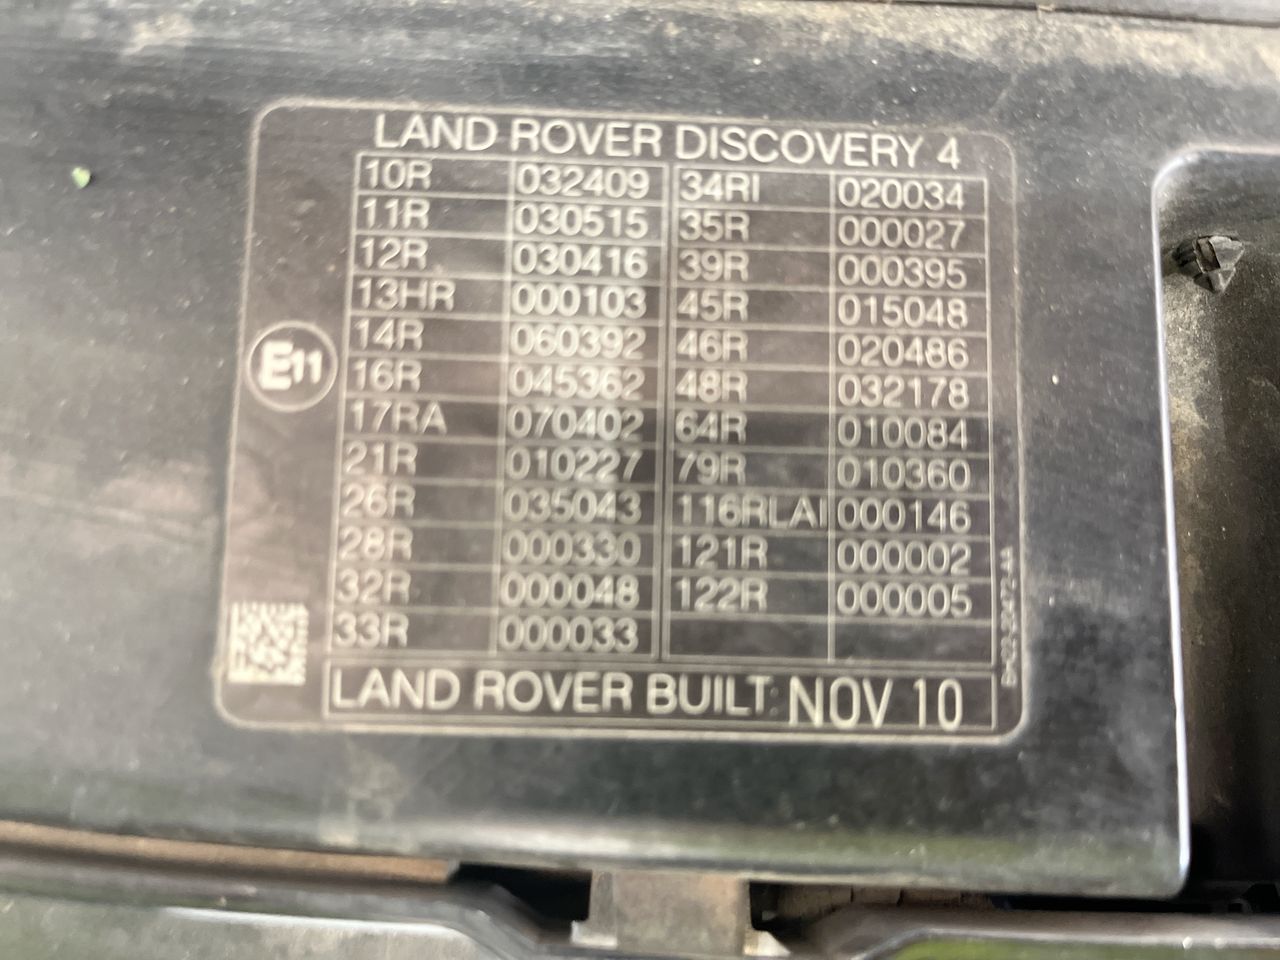 LAND ROVER DISCOVERY 4
10R 032409 34RI 020034
11R 030515 35R 000027
12R 030416 39R 000395
13HR 000103 45R 015048
14R 060392 46R 020486
16R 045362 48R 032178
17RA 070402 64R 010084
21R 010227 79R 010360
26R 035043 116RLAI 000146
28R 000330 121R 000002
32R 000048 122R 000005
33R 000033
E11
LAND ROVER BUILT: NOV 10